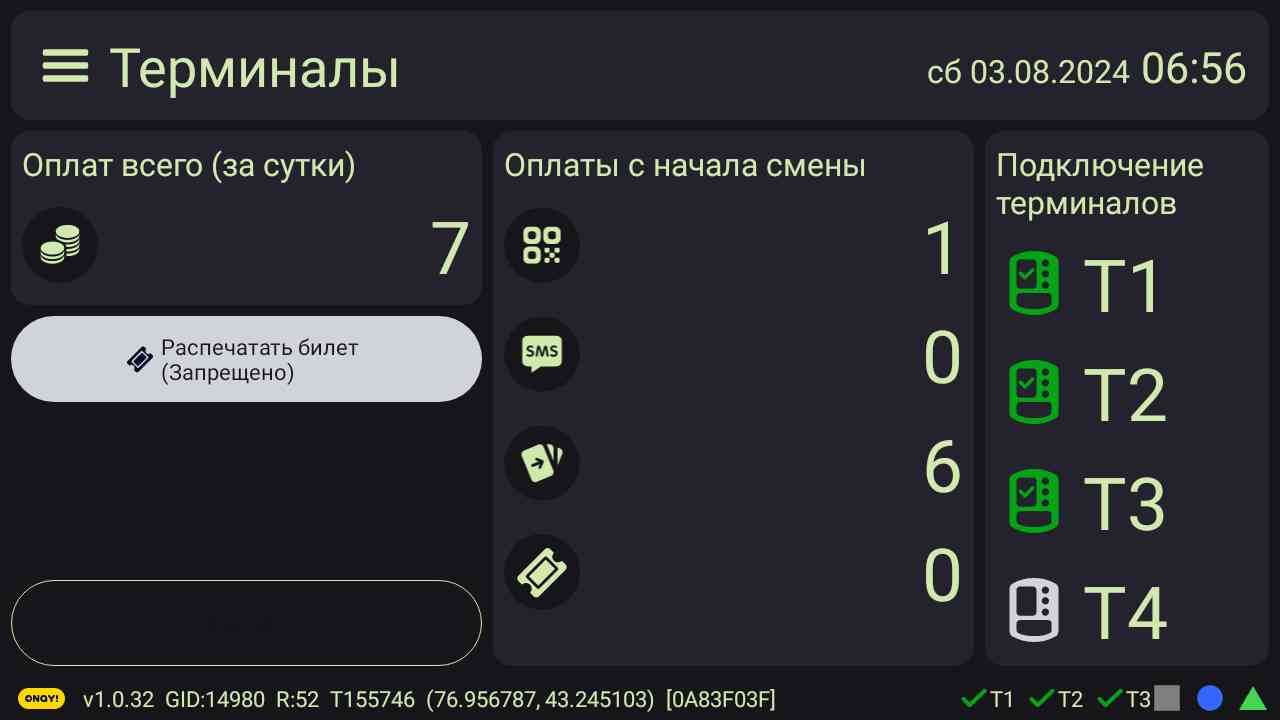 Терминалы
сб 03.08.2024 06:56
Оплат всего (за сутки)
7
Распечатать билет
(Запрещено)
Оплаты с начала смены
1
SMS
0
6
0
Подключение
терминалов
T1
T2
T3
T4
ONAY! v1.0.32 GID:14980 R:52 T155746 (76.956787, 43.245103) [0A83F03F]
T1 T2 T3